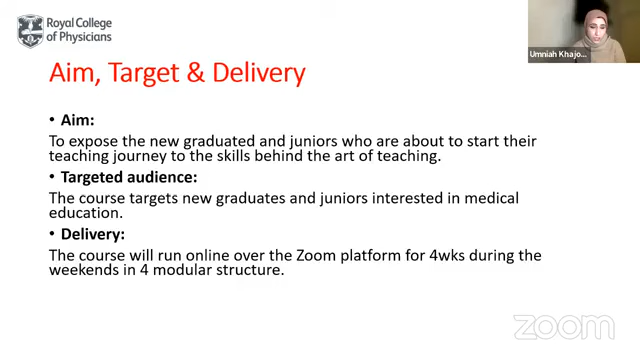 Royal College
of Physicians
Umniah Khajo...
Aim, Target & Delivery
• Aim:
To expose the new graduated and juniors who are about to start their
teaching journey to the skills behind the art of teaching.
• Targeted audience:
The course targets new graduates and juniors interested in medical
education.
• Delivery:
The course will run online over the Zoom platform for 4wks during the
weekends in 4 modular structure.
zoom